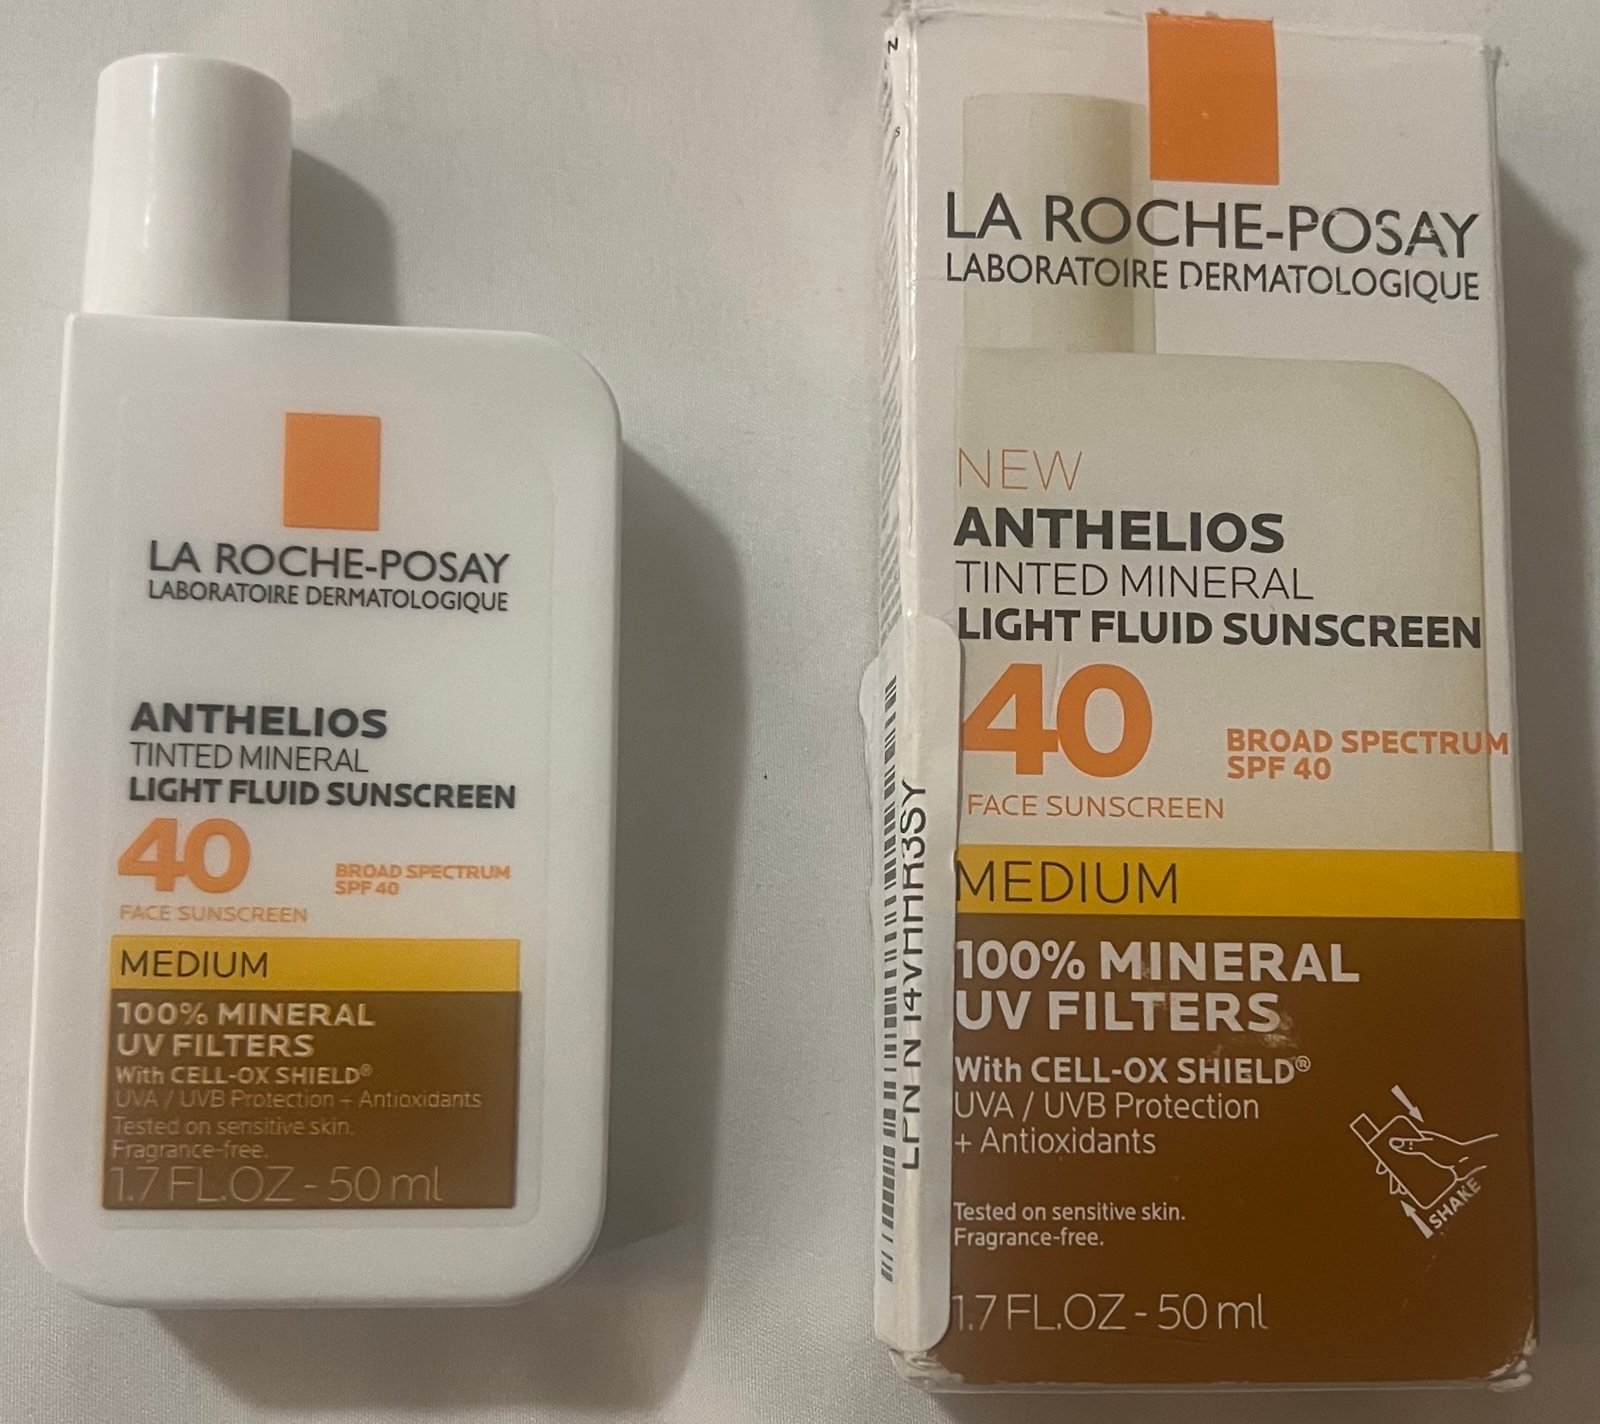 LA ROCHE-POSAY
LABORATOIRE DERMATOLOGIQUE
ANTHELIOS
TINTED MINERAL
LIGHT FLUID SUNSCREEN
40
BROAD SPECTRUM
SPF 40
FACE SUNSCREEN
MEDIUM
100% MINERAL
UV FILTERS
With CELL-OX SHIELD®
UVA / UVB Protection + Antioxidants
Tested on sensitive skin.
Fragrance-free.
1.7 FL.OZ - 50 ml
LA ROCHE-POSAY
LABORATOIRE DERMATOLOGIQUE
NEW
ANTHELIOS
TINTED MINERAL
LIGHT FLUID SUNSCREEN
40
BROAD SPECTRUM
SPF 40
FACE SUNSCREEN
MEDIUM
100% MINERAL
UV FILTERS
With CELL-OX SHIELD®
UVA / UVB Protection
+ Antioxidants
SHAKE
Tested on sensitive skin.
Fragrance-free.
1.7 FL.OZ - 50 ml